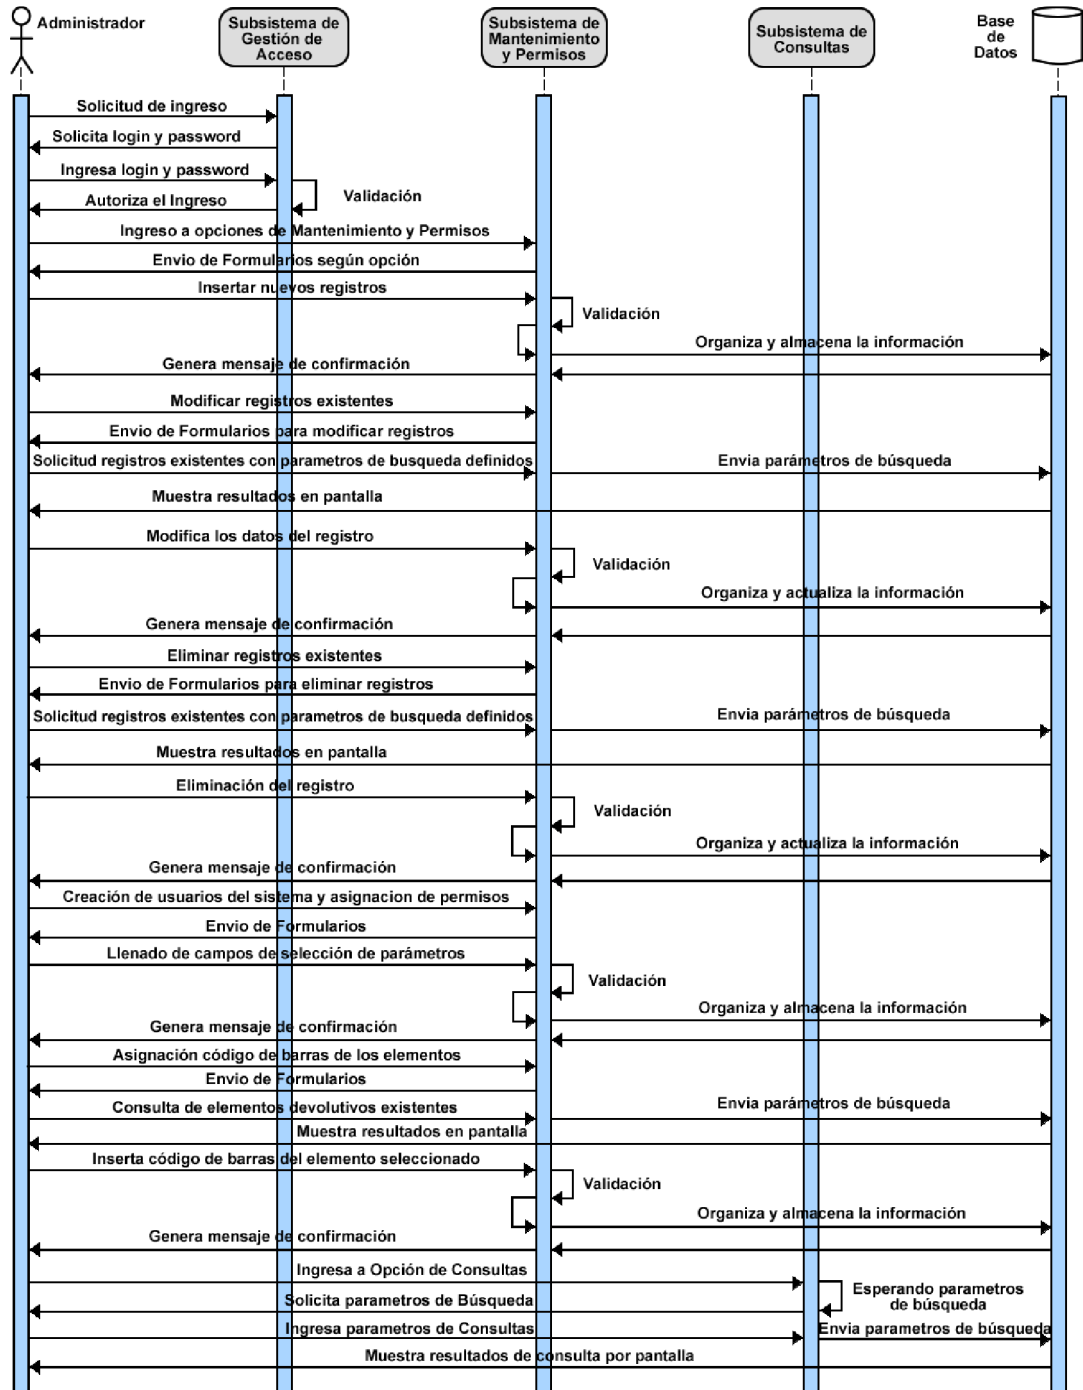 Administrador
Subsistema de
Gestión de
Acceso
Subsistema de
Mantenimiento
y Permisos
Subsistema de
Consultas
Base
de
Datos
Solicitud de ingreso
Solicita login y password
Ingresa login y password
Validación
Autoriza el Ingreso
Ingreso a opciones de Mantenimiento y Permisos
Envio de Formularios según opción
Insertar nuevos registros
Validación
Organiza y almacena la información
Genera mensaje de confirmación
Modificar registros existentes
Envio de Formularios para modificar registros
Solicitud registros existentes con parametros de busqueda definidos
Envia parámetros de búsqueda
Muestra resultados en pantalla
Modifica los datos del registro
Validación
Organiza y actualiza la información
Genera mensaje de confirmación
Eliminar registros existentes
Envio de Formularios para eliminar registros
Solicitud registros existentes con parametros de busqueda definidos
Envia parámetros de búsqueda
Muestra resultados en pantalla
Eliminación del registro
Validación
Organiza y actualiza la información
Genera mensaje de confirmación
Creación de usuarios del sistema y asignacion de permisos
Envio de Formularios
Llenado de campos de selección de parámetros
Validación
Organiza y almacena la información
Genera mensaje de confirmación
Asignación código de barras de los elementos
Envio de Formularios
Consulta de elementos devolutivos existentes
Envia parámetros de búsqueda
Muestra resultados en pantalla
Inserta código de barras del elemento seleccionado
Validación
Organiza y almacena la información
Genera mensaje de confirmación
Ingresa a Opción de Consultas
Esperando parametros
de búsqueda
Solicita parametros de Búsqueda
Ingresa parametros de Consultas
Envia parametros de búsqueda
Muestra resultados de consulta por pantalla